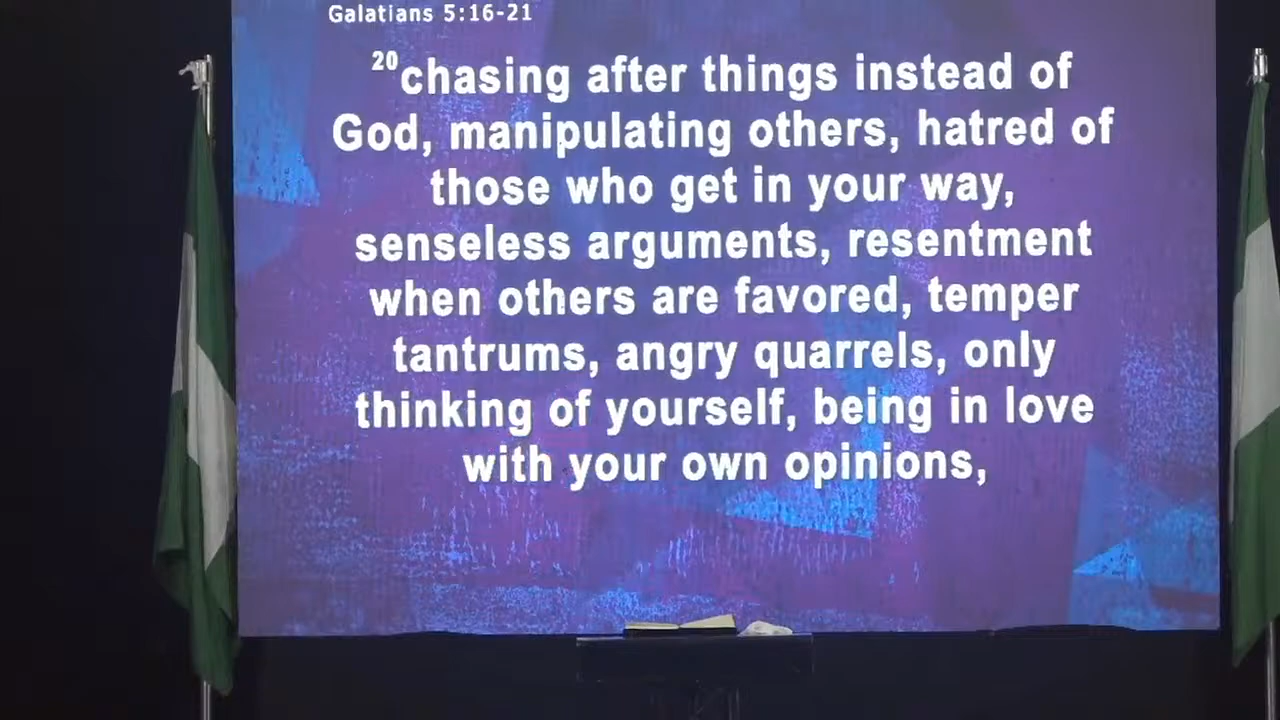 Galatians 5:16-21
20chasing after things instead of
God, manipulating others, hatred of
those who get in your way,
senseless arguments, resentment
when others are favored, temper
tantrums, angry quarrels, only
thinking of yourself, being in love
with your own opinions,